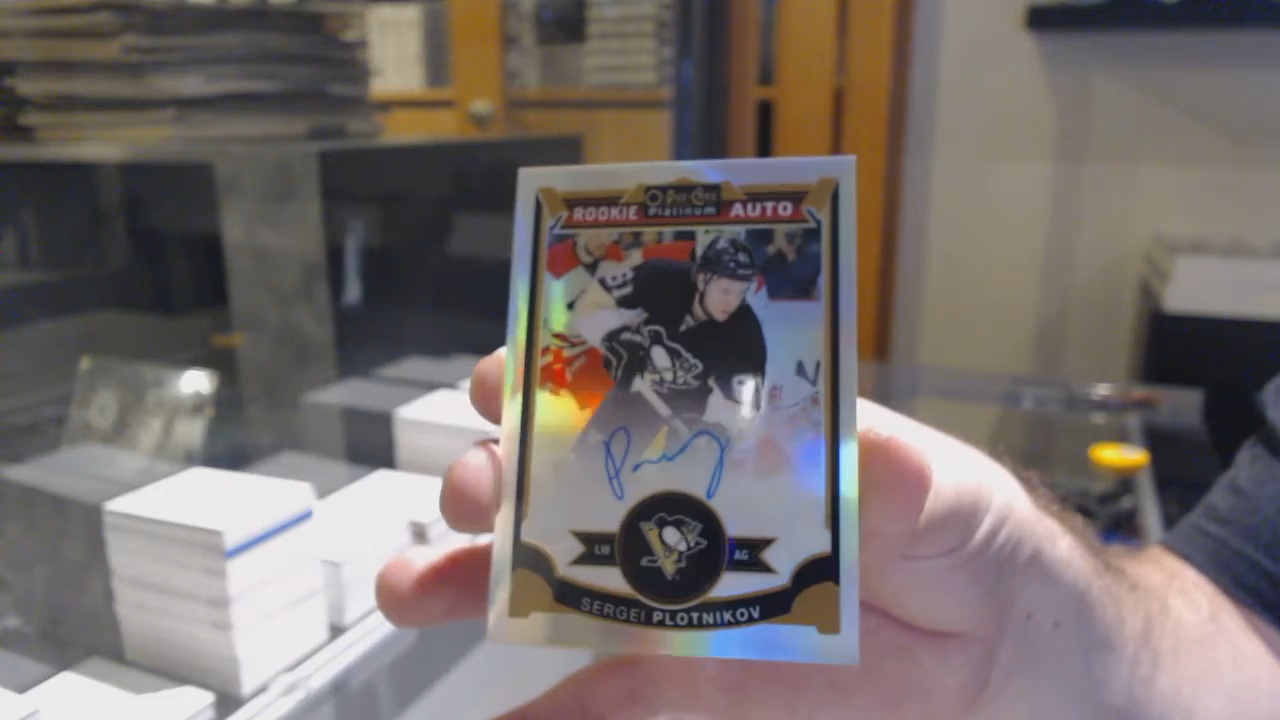 O-Pee-Chee
ROOKIE Platinum AUTO
LW AG
SERGEI PLOTNIKOV